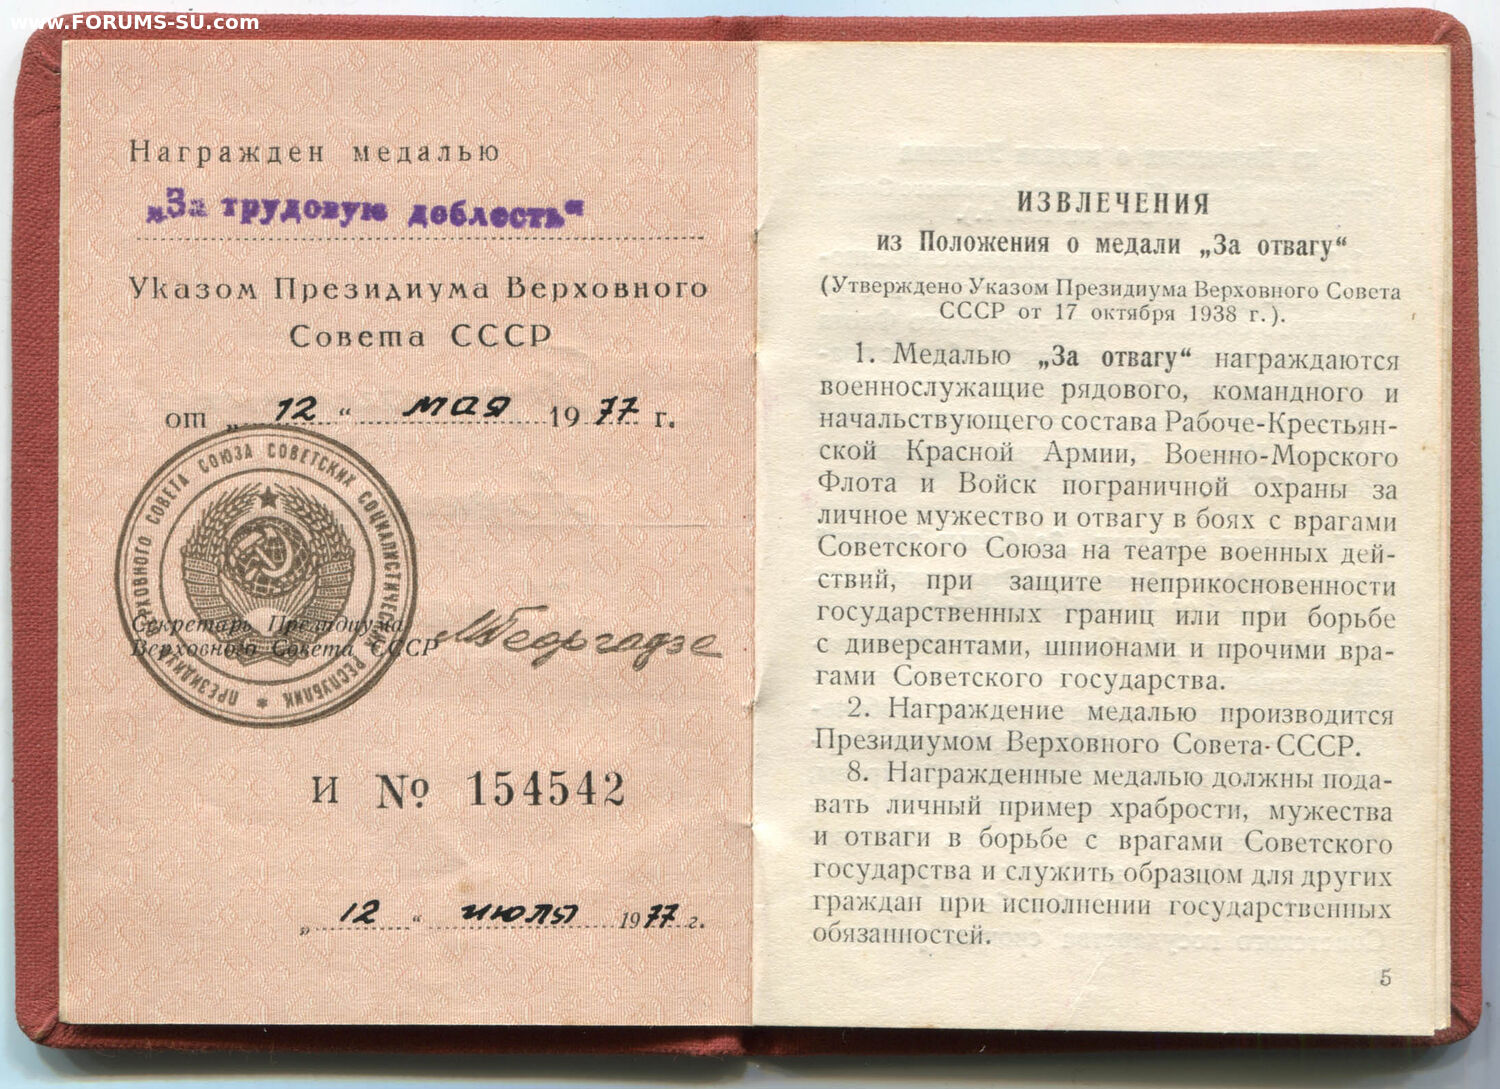 www.FORUMS-SU.com
Награжден медалью
„За трудовую доблесть“
Указом Президиума Верховного
Совета СССР
от „12“ мая 1977 г.
ПРЕЗИДИУМ ВЕРХОВНОГО СОВЕТА СОЮЗА СОВЕТСКИХ СОЦИАЛИСТИЧЕСКИХ РЕСПУБЛИК *
Секретарь Президиума
Верховного Совета СССР
МГеоргадзе
И № 154542
„12“ июля 1977 г.
ИЗВЛЕЧЕНИЯ
из Положения о медали „За отвагу“
(Утверждено Указом Президиума Верховного Совета
СССР от 17 октября 1938 г.).
1. Медалью „За отвагу“ награждаются
военнослужащие рядового, командного и
начальствующего состава Рабоче-Крестьян-
ской Красной Армии, Военно-Морского
Флота и Войск пограничной охраны за
личное мужество и отвагу в боях с врагами
Советского Союза на театре военных дей-
ствий, при защите неприкосновенности
государственных границ или при борьбе
с диверсантами, шпионами и прочими вра-
гами Советского государства.
2. Награждение медалью производится
Президиумом Верховного Совета СССР.
8. Награжденные медалью должны пода-
вать личный пример храбрости, мужества
и отваги в борьбе с врагами Советского
государства и служить образцом для других
граждан при исполнении государственных
обязанностей.
5